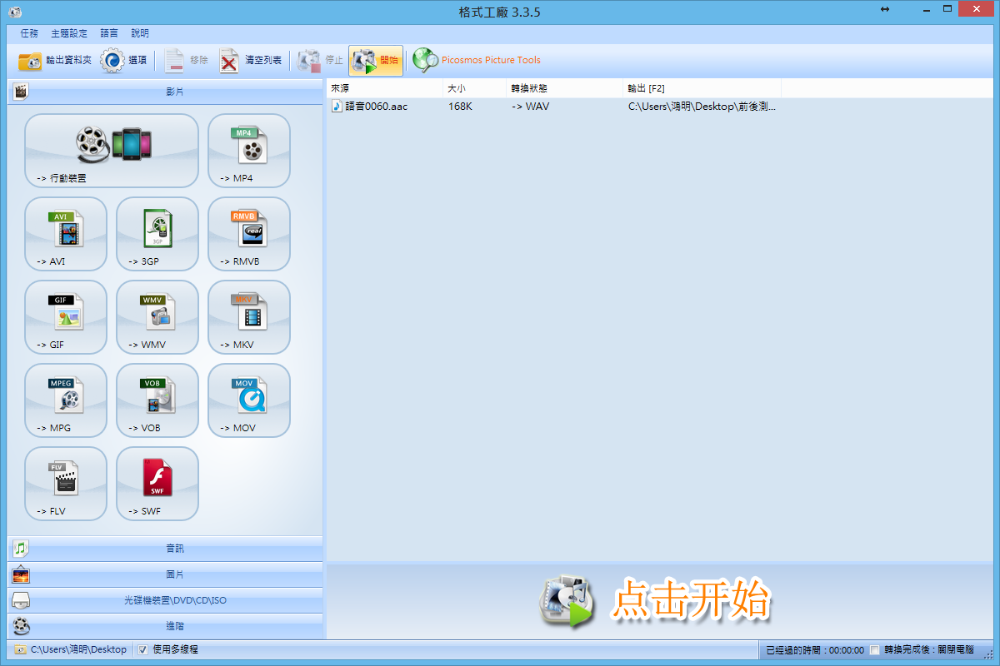 格式工廠 3.3.5
任務 主題設定 語言 說明
輸出資料夾 選項 移除 清空列表 停止 開始 Picosmos Picture Tools
影片
來源 大小 轉換狀態 輸出 [F2]
語音0060.aac 168K -> WAV C:\Users\鴻明\Desktop\前後測...
MP4
-> 行動裝置 -> MP4
AVI 3GP RMVB real
-> AVI -> 3GP -> RMVB
GIF WMV MKV
-> GIF -> WMV -> MKV
MPEG VOB MOV
-> MPG -> VOB -> MOV
FLV SWF
-> FLV -> SWF
音訊
圖片
光碟機裝置\DVD\CD\ISO
進階
点击开始
C:\Users\鴻明\Desktop 使用多線程 已經過的時間 : 00:00:00 轉換完成後 : 關閉電腦